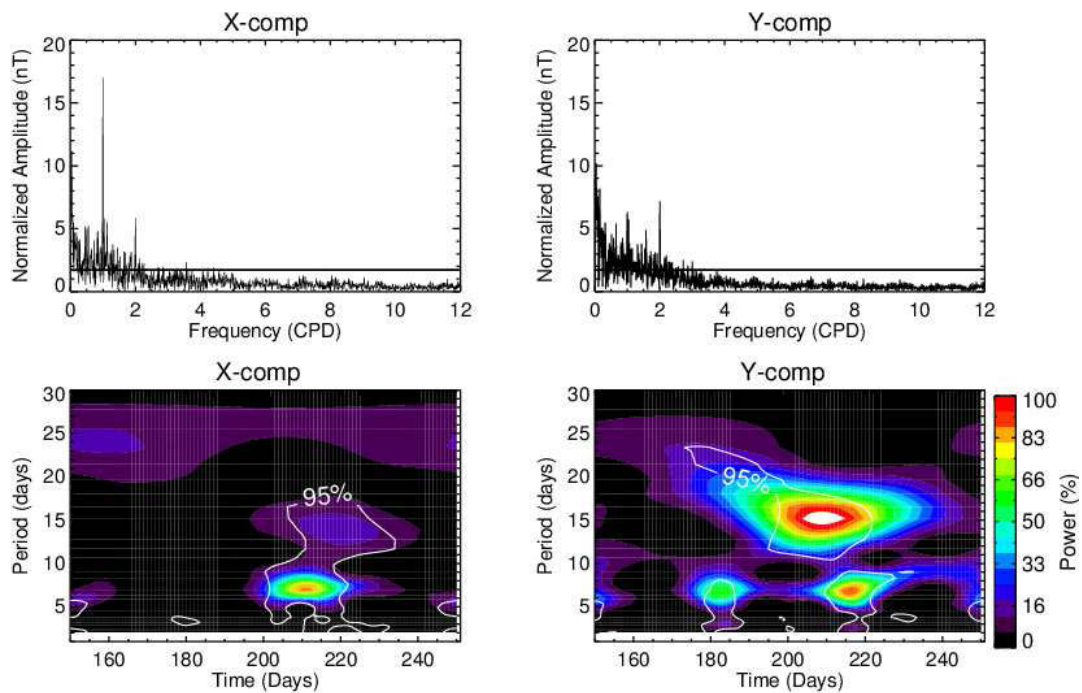 X-comp
Y-comp
20
15
10
5
0
Normalized Amplitude (nT)
0 2 4 6 8 10 12
Frequency (CPD)
20
15
10
5
0
Normalized Amplitude (nT)
0 2 4 6 8 10 12
Frequency (CPD)
X-comp
Y-comp
30
25
20
15
10
5
Period (days)
95%
160 180 200 220 240
Time (Days)
30
25
20
15
10
5
Period (days)
95%
160 180 200 220 240
Time (Days)
100
83
66
50
33
16
0
Power (%)